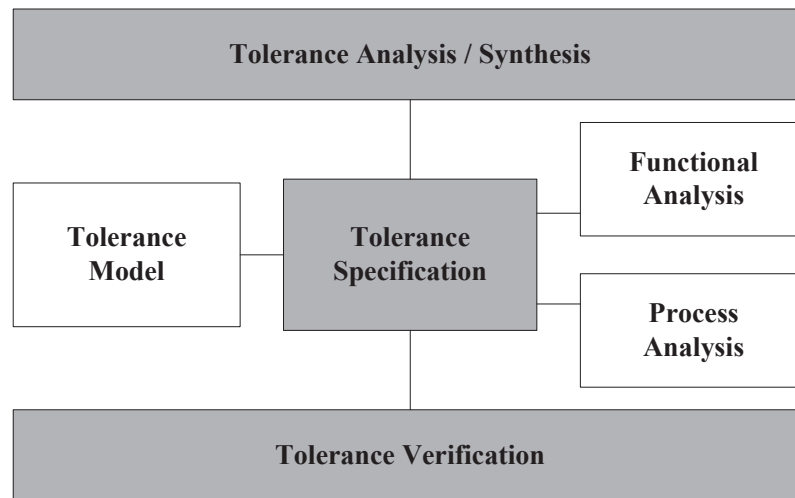 Tolerance Analysis / Synthesis
Functional
Analysis
Tolerance
Model
Tolerance
Specification
Process
Analysis
Tolerance Verification